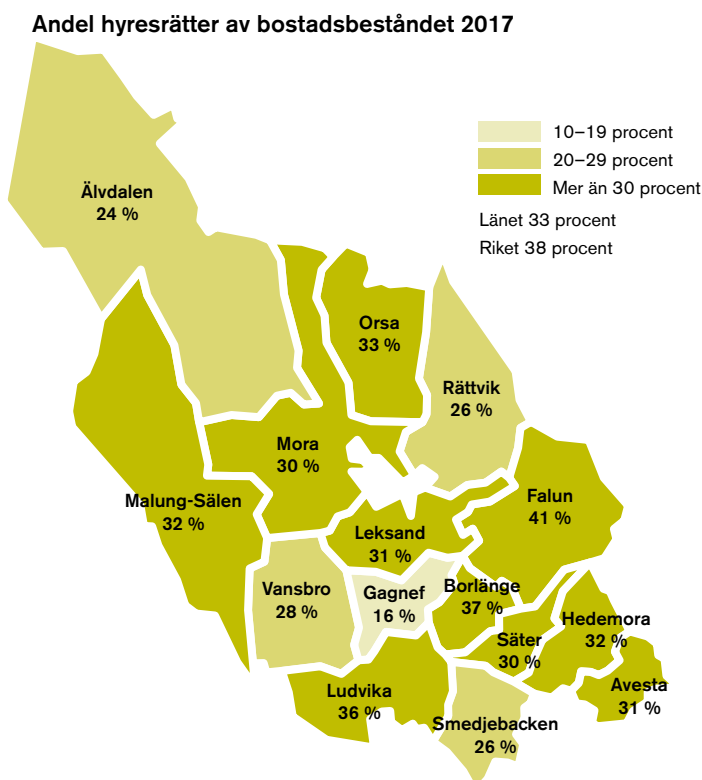 Andel hyresrätter av bostadsbeståndet 2017
10–19 procent
20–29 procent
Mer än 30 procent
Länet 33 procent
Riket 38 procent
Älvdalen
24 %
Orsa
33 %
Rättvik
26 %
Mora
30 %
Malung-Sälen
32 %
Falun
41 %
Leksand
31 %
Vansbro
28 %
Gagnef
16 %
Borlänge
37 %
Hedemora
32 %
Säter
30 %
Avesta
31 %
Ludvika
36 %
Smedjebacken
26 %